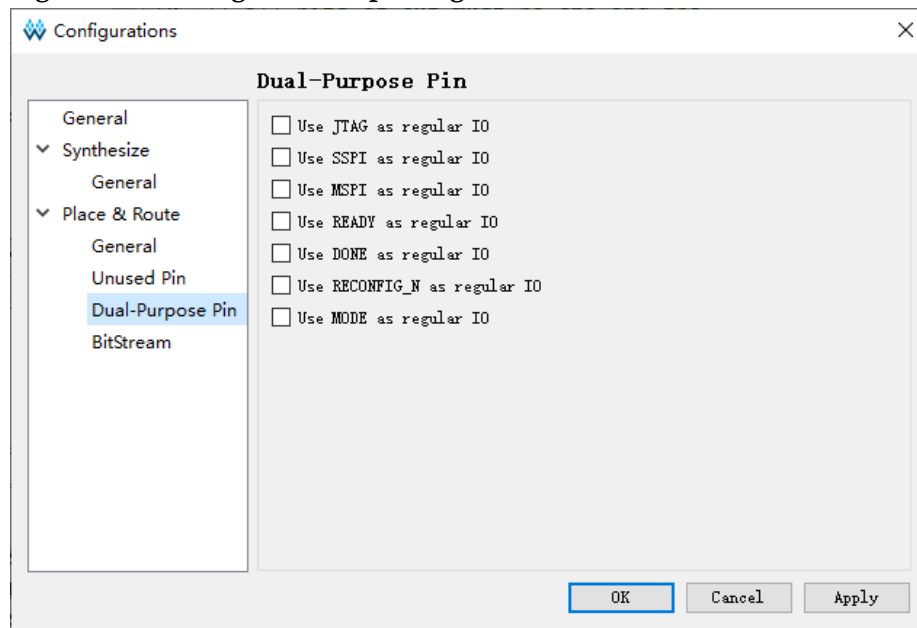 Configurations
Dual-Purpose Pin
General
Synthesize
General
Place & Route
General
Unused Pin
Dual-Purpose Pin
BitStream
Use JTAG as regular IO
Use SSPI as regular IO
Use MSPI as regular IO
Use READY as regular IO
Use DONE as regular IO
Use RECONFIG_N as regular IO
Use MODE as regular IO
OK Cancel Apply